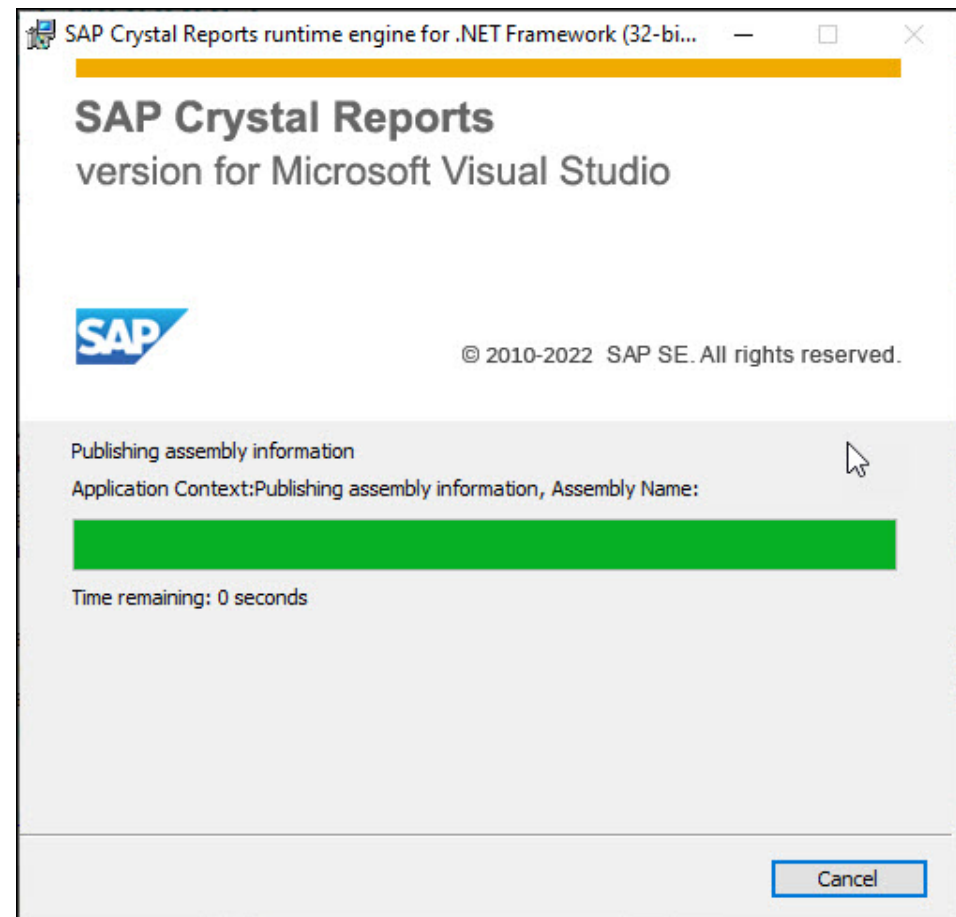 SAP Crystal Reports runtime engine for .NET Framework (32-bi...
SAP Crystal Reports
version for Microsoft Visual Studio
SAP
© 2010-2022 SAP SE. All rights reserved.
Publishing assembly information
Application Context:Publishing assembly information, Assembly Name:
Time remaining: 0 seconds
Cancel